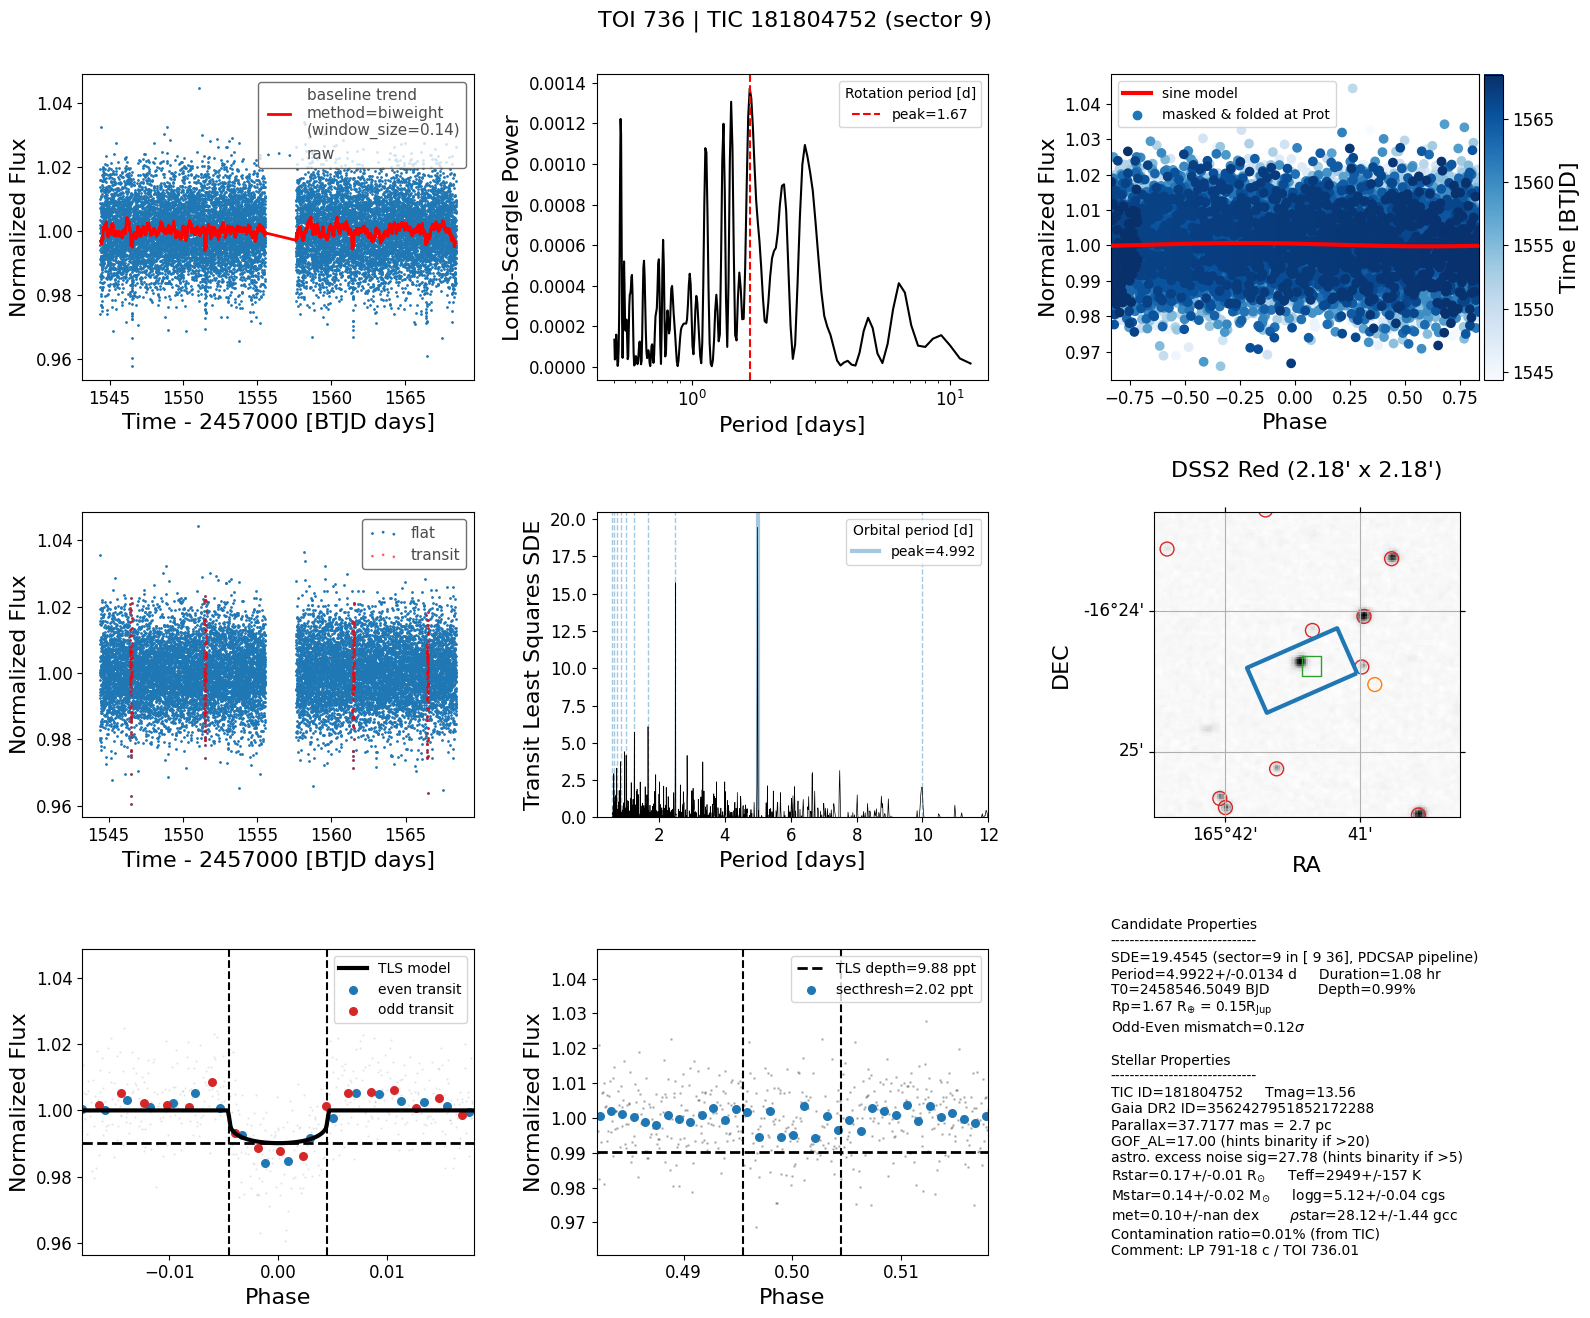 TOI 736 | TIC 181804752 (sector 9)
Normalized Flux
1.04
1.02
1.00
0.98
0.96
baseline trend
method=biweight
(window_size=0.14)
raw
1545 1550 1555 1560 1565
Time - 2457000 [BTJD days]
Lomb-Scargle Power
0.0014
0.0012
0.0010
0.0008
0.0006
0.0004
0.0002
0.0000
Rotation period [d]
peak=1.67
10^0 10^1
Period [days]
Normalized Flux
1.04
1.03
1.02
1.01
1.00
0.99
0.98
0.97
sine model
masked & folded at Prot
−0.75 −0.50 −0.25 0.00 0.25 0.50 0.75
Phase
1565
1560
1555
1550
1545
Time [BTJD]
Normalized Flux
1.04
1.02
1.00
0.98
0.96
flat
transit
1545 1550 1555 1560 1565
Time - 2457000 [BTJD days]
Transit Least Squares SDE
20.0
17.5
15.0
12.5
10.0
7.5
5.0
2.5
0.0
Orbital period [d]
peak=4.992
2 4 6 8 10 12
Period [days]
DSS2 Red (2.18' x 2.18')
DEC
-16°24'
25'
165°42' 41'
RA
Normalized Flux
1.04
1.02
1.00
0.98
0.96
TLS model
even transit
odd transit
−0.01 0.00 0.01
Phase
Normalized Flux
1.04
1.03
1.02
1.01
1.00
0.99
0.98
0.97
TLS depth=9.88 ppt
secthresh=2.02 ppt
0.49 0.50 0.51
Phase
Candidate Properties
------------------------------
SDE=19.4545 (sector=9 in [ 9 36], PDCSAP pipeline)
Period=4.9922+/-0.0134 d Duration=1.08 hr
T0=2458546.5049 BJD Depth=0.99%
Rp=1.67 R⊕ = 0.15RJup
Odd-Even mismatch=0.12σ
Stellar Properties
------------------------------
TIC ID=181804752 Tmag=13.56
Gaia DR2 ID=3562427951852172288
Parallax=37.7177 mas = 2.7 pc
GOF_AL=17.00 (hints binarity if >20)
astro. excess noise sig=27.78 (hints binarity if >5)
Rstar=0.17+/-0.01 R⊙ Teff=2949+/-157 K
Mstar=0.14+/-0.02 M⊙ logg=5.12+/-0.04 cgs
met=0.10+/-nan dex ρstar=28.12+/-1.44 gcc
Contamination ratio=0.01% (from TIC)
Comment: LP 791-18 c / TOI 736.01